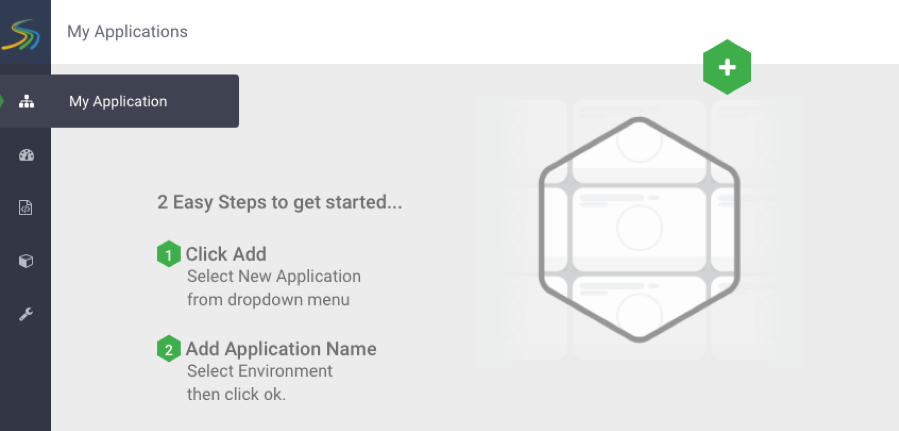 My Applications
My Application
2 Easy Steps to get started...
1 Click Add
Select New Application
from dropdown menu
2 Add Application Name
Select Environment
then click ok.